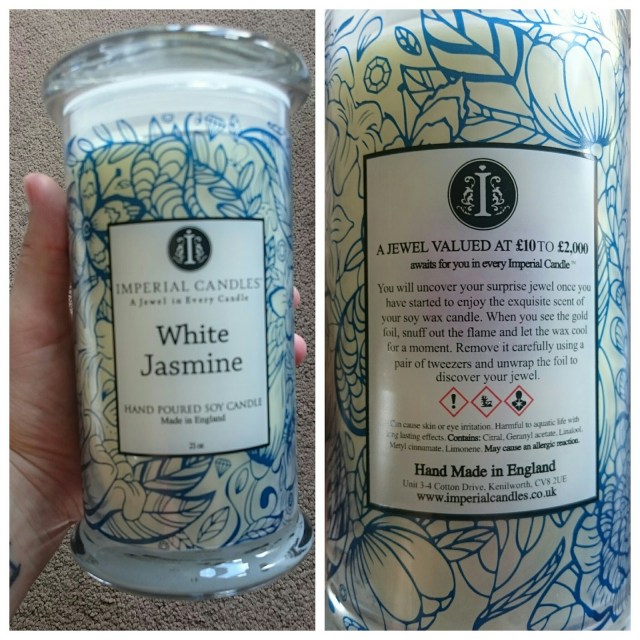 I
IMPERIAL CANDLES™
A Jewel in Every Candle
White
Jasmine
HAND POURED SOY CANDLE
Made in England
21 oz
I
A JEWEL VALUED AT £10 TO £2,000
awaits for you in every Imperial Candle™
You will uncover your surprise jewel once you
have started to enjoy the exquisite scent of
your soy wax candle. When you see the gold
foil, snuff out the flame and let the wax cool
for a moment. Remove it carefully using a
pair of tweezers and unwrap the foil to
discover your jewel.
Can cause skin or eye irritation. Harmful to aquatic life with
long lasting effects. Contains: Citral, Geranyl acetate, Linalool,
Metyl cinnamate, Limonene. May cause an allergic reaction.
Hand Made in England
Unit 3-4 Cotton Drive, Kenilworth, CV8 2UE
www.imperialcandles.co.uk